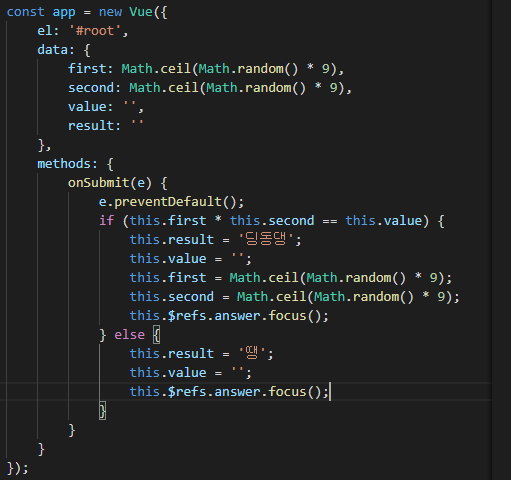 const app = new Vue({
    el: '#root',
    data: {
        first: Math.ceil(Math.random() * 9),
        second: Math.ceil(Math.random() * 9),
        value: '',
        result: ''
    },
    methods: {
        onSubmit(e) {
            e.preventDefault();
            if (this.first * this.second == this.value) {
                this.result = '딩동댕';
                this.value = '';
                this.first = Math.ceil(Math.random() * 9);
                this.second = Math.ceil(Math.random() * 9);
                this.$refs.answer.focus();
            } else {
                this.result = '땡';
                this.value = '';
                this.$refs.answer.focus();
            }
        }
    }
});